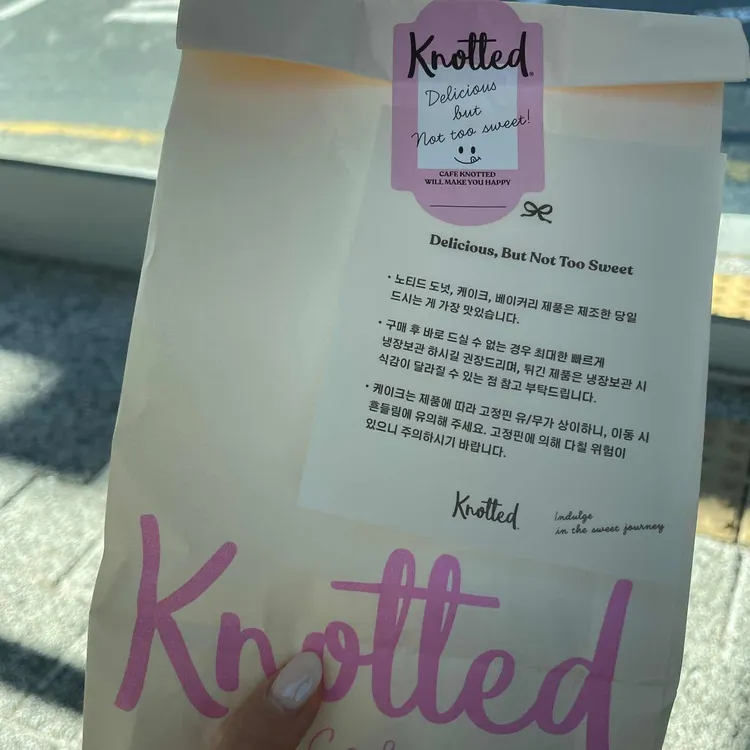 Knotted
Delicious
but
Not too sweet!
CAFE KNOTTED
WILL MAKE YOU HAPPY
Delicious, But Not Too Sweet
• 노티드 도넛, 케이크, 베이커리 제품은 제조한 당일
드시는 게 가장 맛있습니다.
• 구매 후 바로 드실 수 없는 경우 최대한 빠르게
냉장보관 하시길 권장드리며, 튀긴 제품은 냉장보관 시
식감이 달라질 수 있는 점 참고 부탁드립니다.
• 케이크는 제품에 따라 고정핀 유/무가 상이하니, 이동 시
흔들림에 유의해 주세요. 고정핀에 의해 다칠 위험이
있으니 주의하시기 바랍니다.
Knotted
Indulge
in the sweet journey
Knotted